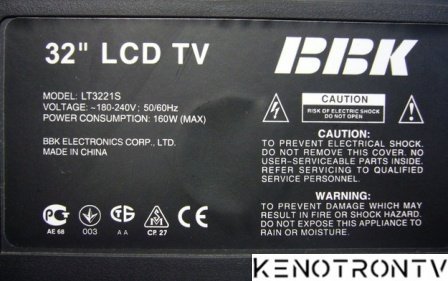 32" LCD TV
BBK
MODEL: LT3221S
VOLTAGE: ~180-240V; 50/60Hz
POWER CONSUMPTION: 160W (MAX)
BBK ELECTRONICS CORP., LTD.
MADE IN CHINA
CAUTION
RISK OF ELECTRIC SHOCK
DO NOT OPEN
CAUTION:
TO PREVENT ELECTRICAL SHOCK.
DO NOT REMOVE THIS COVER. NO
USER-SERVICEABLE PARTS INSIDE.
REFER SERVICING TO QUALIFIED
SERVICE PERSONNEL.
WARNING:
TO PREVENT DAMAGE WHICH MAY
RESULT IN FIRE OR SHOCK HAZARD.
DO NOT EXPOSE THIS APPLIANCE TO
RAIN OR MOISTURE.
АЕ 68 003 А А СР. 27 CE
KENOTRONTV